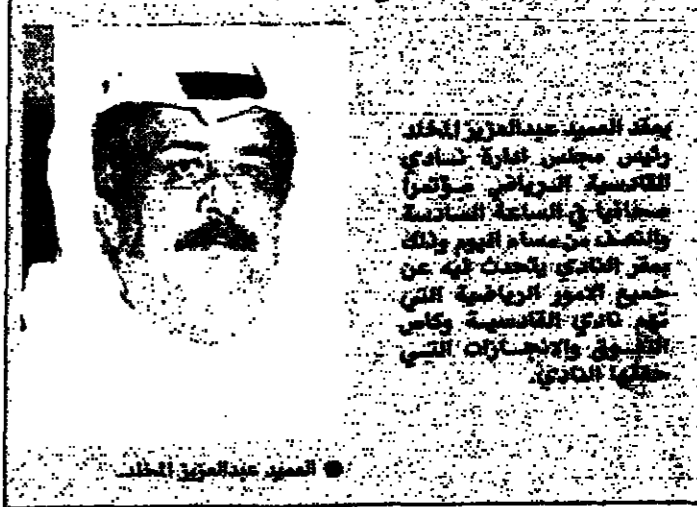 يعقد العميد عبدالعزيز المخلد
رئيس مجلس ادارة نادي
القادسية الرياضي مؤتمرا
صحافيا في الساعة السادسة
والنصف من مساء اليوم وذلك
بمقر النادي يتحدث فيه عن
جميع الامور الرياضية التي
تهم نادي القادسية وكاس
التفوق والانجازات التي
حققها النادي.
العميد عبدالعزيز المخلد